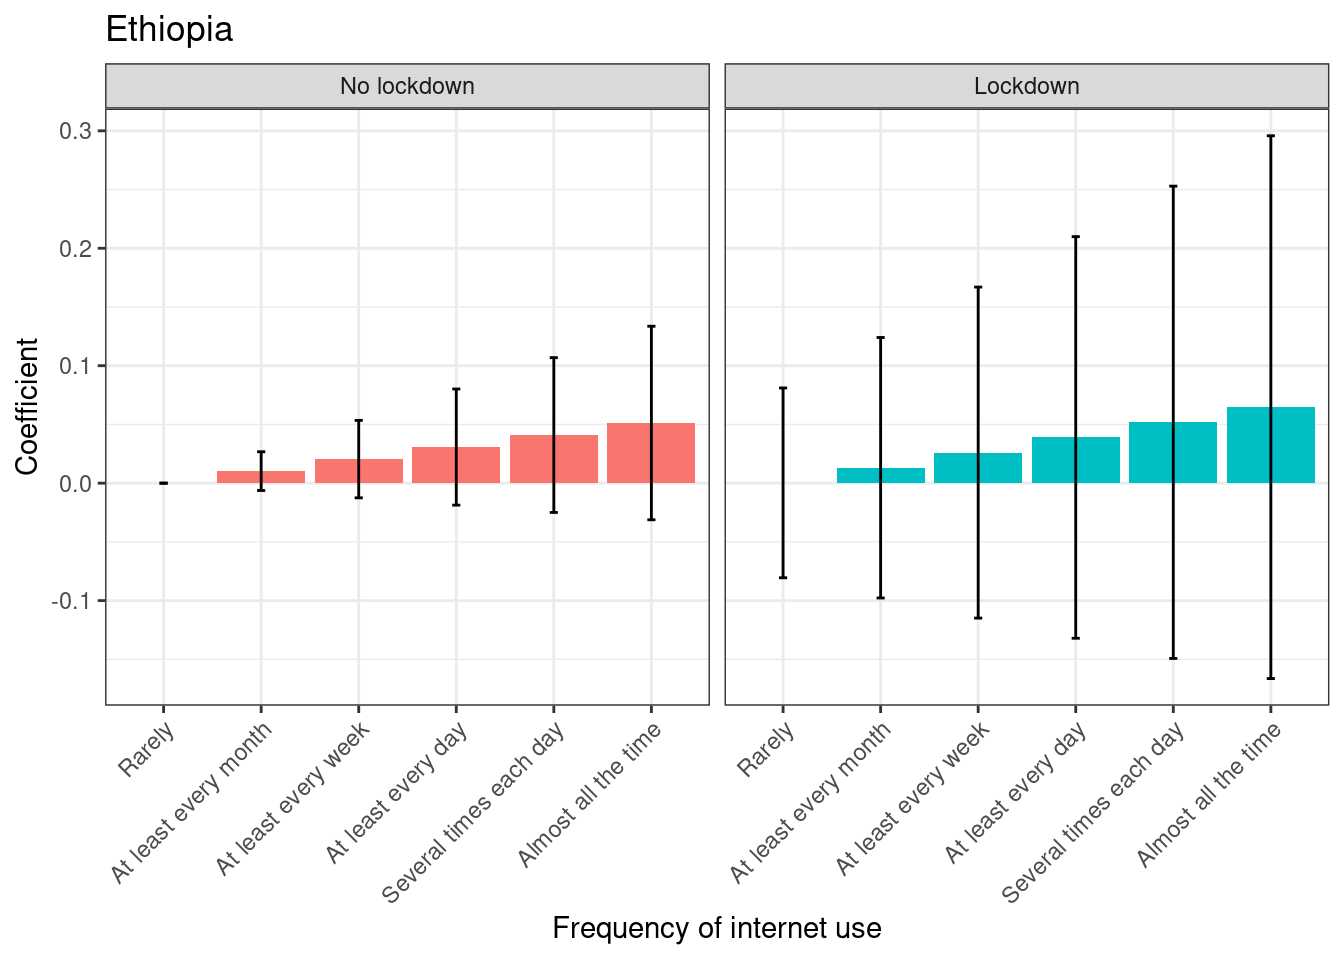 Ethiopia
No lockdown
Lockdown
0.3
0.2
0.1
0.0
-0.1
Coefficient
Rarely
At least every month
At least every week
At least every day
Several times each day
Almost all the time
Rarely
At least every month
At least every week
At least every day
Several times each day
Almost all the time
Frequency of internet use